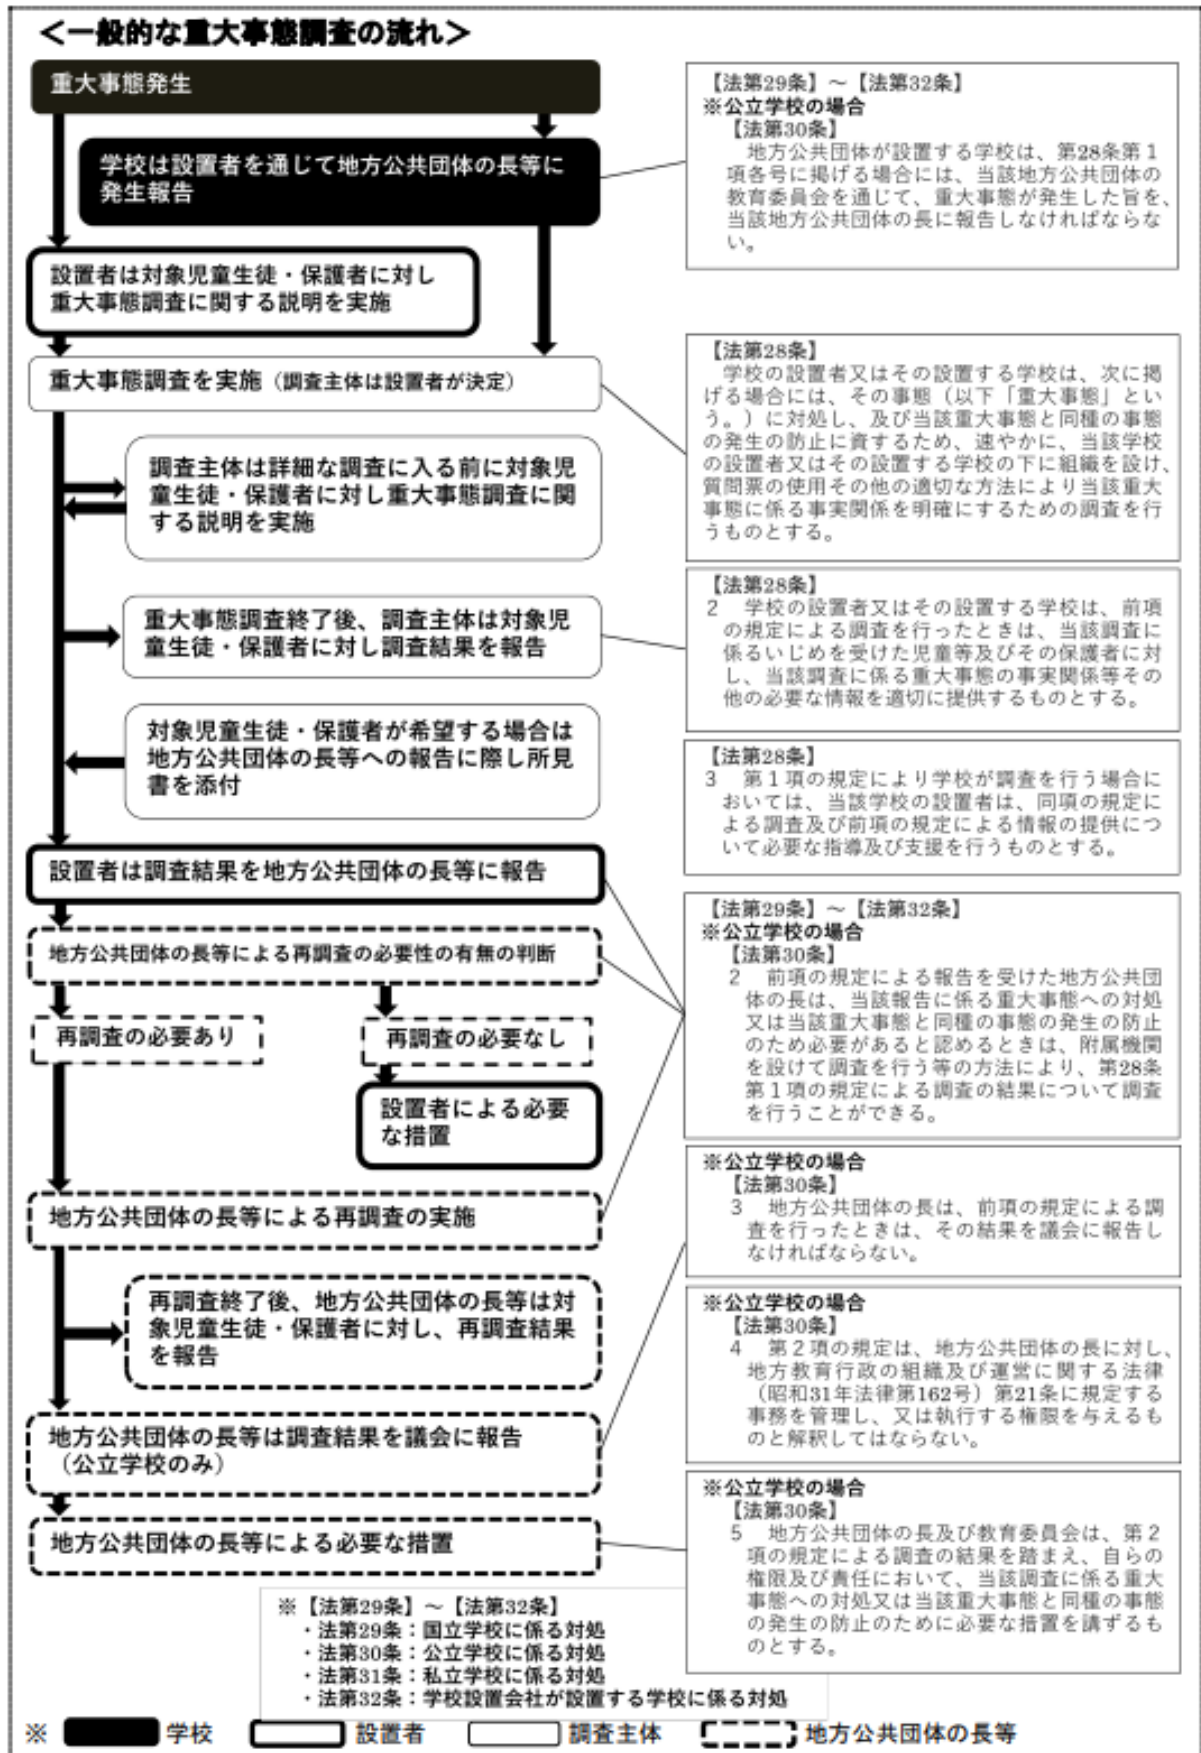 ＜一般的な重大事態調査の流れ＞
重大事態発生
学校は設置者を通じて地方公共団体の長等に
発生報告
設置者は対象児童生徒・保護者に対し
重大事態調査に関する説明を実施
重大事態調査を実施（調査主体は設置者が決定）
調査主体は詳細な調査に入る前に対象児
童生徒・保護者に対し重大事態調査に関
する説明を実施
重大事態調査終了後、調査主体は対象児
童生徒・保護者に対し調査結果を報告
対象児童生徒・保護者が希望する場合は
地方公共団体の長等への報告に際し所見
書を添付
設置者は調査結果を地方公共団体の長等に報告
地方公共団体の長等による再調査の必要性の有無の判断
再調査の必要あり
再調査の必要なし
設置者による必要
な措置
地方公共団体の長等による再調査の実施
再調査終了後、地方公共団体の長等は対
象児童生徒・保護者に対し、再調査結果
を報告
地方公共団体の長等は調査結果を議会に報告
（公立学校のみ）
地方公共団体の長等による必要な措置
【法第29条】～【法第32条】
※公立学校の場合
【法第30条】
地方公共団体が設置する学校は、第28条第１
項各号に掲げる場合には、当該地方公共団体の
教育委員会を通じて、重大事態が発生した旨を、
当該地方公共団体の長に報告しなければならな
い。
【法第28条】
学校の設置者又はその設置する学校は、次に掲
げる場合には、その事態（以下「重大事態」とい
う。）に対処し、及び当該重大事態と同種の事態
の発生の防止に資するため、速やかに、当該学校
の設置者又はその設置する学校の下に組織を設け、
質問票の使用その他の適切な方法により当該重大
事態に係る事実関係を明確にするための調査を行
うものとする。
【法第28条】
２　学校の設置者又はその設置する学校は、前項
の規定による調査を行ったときは、当該調査に
係るいじめを受けた児童等及びその保護者に対
し、当該調査に係る重大事態の事実関係等その
他の必要な情報を適切に提供するものとする。
【法第28条】
３　第１項の規定により学校が調査を行う場合に
おいては、当該学校の設置者は、同項の規定に
よる調査及び前項の規定による情報の提供につ
いて必要な指導及び支援を行うものとする。
【法第29条】～【法第32条】
※公立学校の場合
【法第30条】
２　前項の規定による報告を受けた地方公共団
体の長は、当該報告に係る重大事態への対処
又は当該重大事態と同種の事態の発生の防止
のため必要があると認めるときは、附属機関
を設けて調査を行う等の方法により、第28条
第１項の規定による調査の結果について調査
を行うことができる。
※公立学校の場合
【法第30条】
３　地方公共団体の長は、前項の規定による調
査を行ったときは、その結果を議会に報告し
なければならない。
※公立学校の場合
【法第30条】
４　第２項の規定は、地方公共団体の長に対し、
地方教育行政の組織及び運営に関する法律
（昭和31年法律第162号）第21条に規定する
事務を管理し、又は執行する権限を与えるも
のと解釈してはならない。
※公立学校の場合
【法第30条】
５　地方公共団体の長及び教育委員会は、第２
項の規定による調査の結果を踏まえ、自らの
権限及び責任において、当該調査に係る重大
事態への対処又は当該重大事態と同種の事態
の発生の防止のために必要な措置を講ずるも
のとする。
※【法第29条】～【法第32条】
・法第29条：国立学校に係る対処
・法第30条：公立学校に係る対処
・法第31条：私立学校に係る対処
・法第32条：学校設置会社が設置する学校に係る対処
※ 学校 設置者 調査主体 地方公共団体の長等